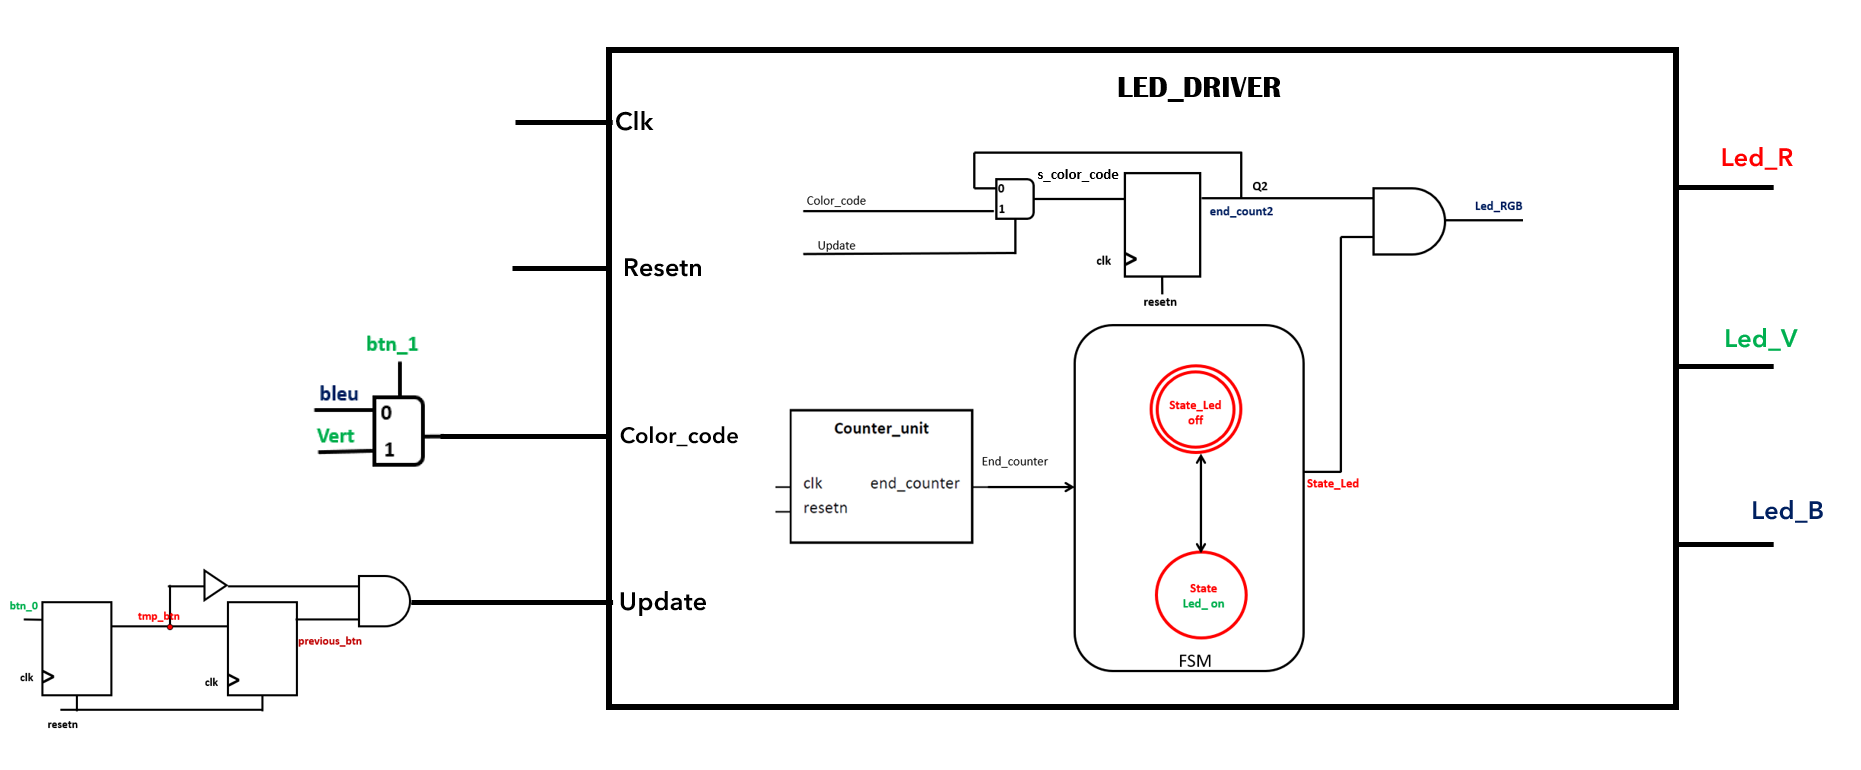 LED_DRIVER
Clk
Resetn
Color_code
Update
Led_R
Led_V
Led_B
Color_code
Update
0
1
s_color_code
clk
resetn
Q2
end_count2
Led_RGB
btn_1
bleu
Vert
0
1
Counter_unit
clk
end_counter
resetn
End_counter
State_Led
off
State
Led_ on
FSM
State_Led
btn_0
clk
resetn
tmp_btn
clk
previous_btn